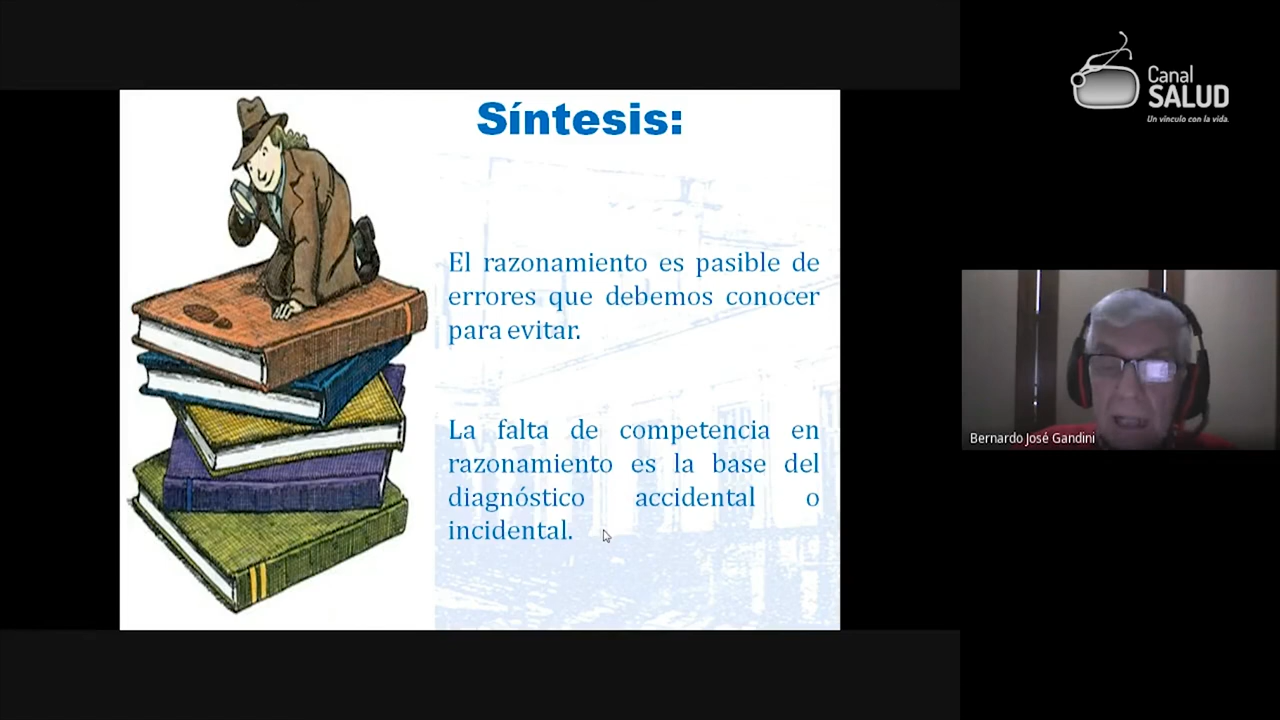 Síntesis:
El razonamiento es pasible de
errores que debemos conocer
para evitar.
La falta de competencia en
razonamiento es la base del
diagnóstico accidental o
incidental.
Canal
SALUD
Un vínculo con la vida.
Bernardo José Gandini